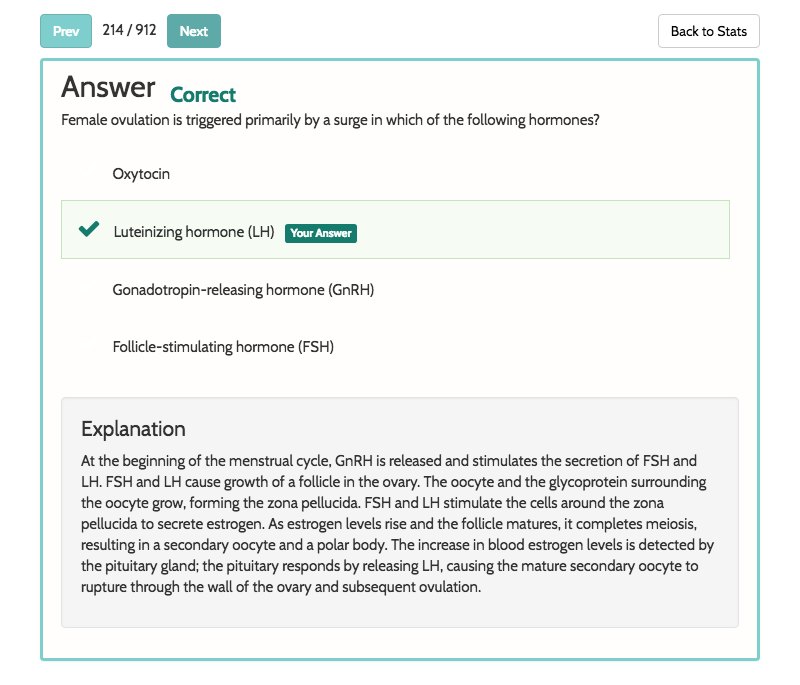 Prev 214 / 912 Next Back to Stats
Answer Correct
Female ovulation is triggered primarily by a surge in which of the following hormones?
Oxytocin
Luteinizing hormone (LH) Your Answer
Gonadotropin-releasing hormone (GnRH)
Follicle-stimulating hormone (FSH)
Explanation
At the beginning of the menstrual cycle, GnRH is released and stimulates the secretion of FSH and
LH. FSH and LH cause growth of a follicle in the ovary. The oocyte and the glycoprotein surrounding
the oocyte grow, forming the zona pellucida. FSH and LH stimulate the cells around the zona
pellucida to secrete estrogen. As estrogen levels rise and the follicle matures, it completes meiosis,
resulting in a secondary oocyte and a polar body. The increase in blood estrogen levels is detected by
the pituitary gland; the pituitary responds by releasing LH, causing the mature secondary oocyte to
rupture through the wall of the ovary and subsequent ovulation.